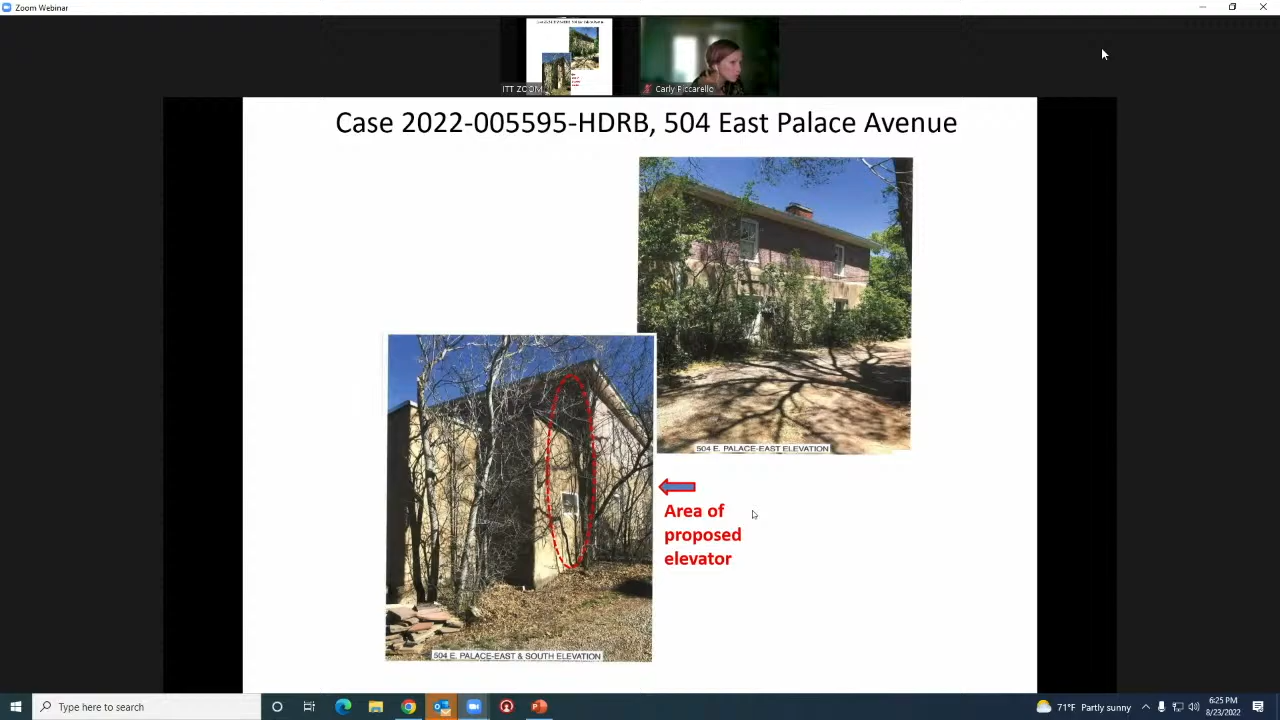 Zoom Webinar
ITT ZOOM
Carly Piccarello
Case 2022-005595-HDRB, 504 East Palace Avenue
504 E. PALACE-EAST ELEVATION
Area of
proposed
elevator
504 E. PALACE-EAST & SOUTH ELEVATION
Type here to search
71°F Partly sunny
6:25 PM
8/23/2022